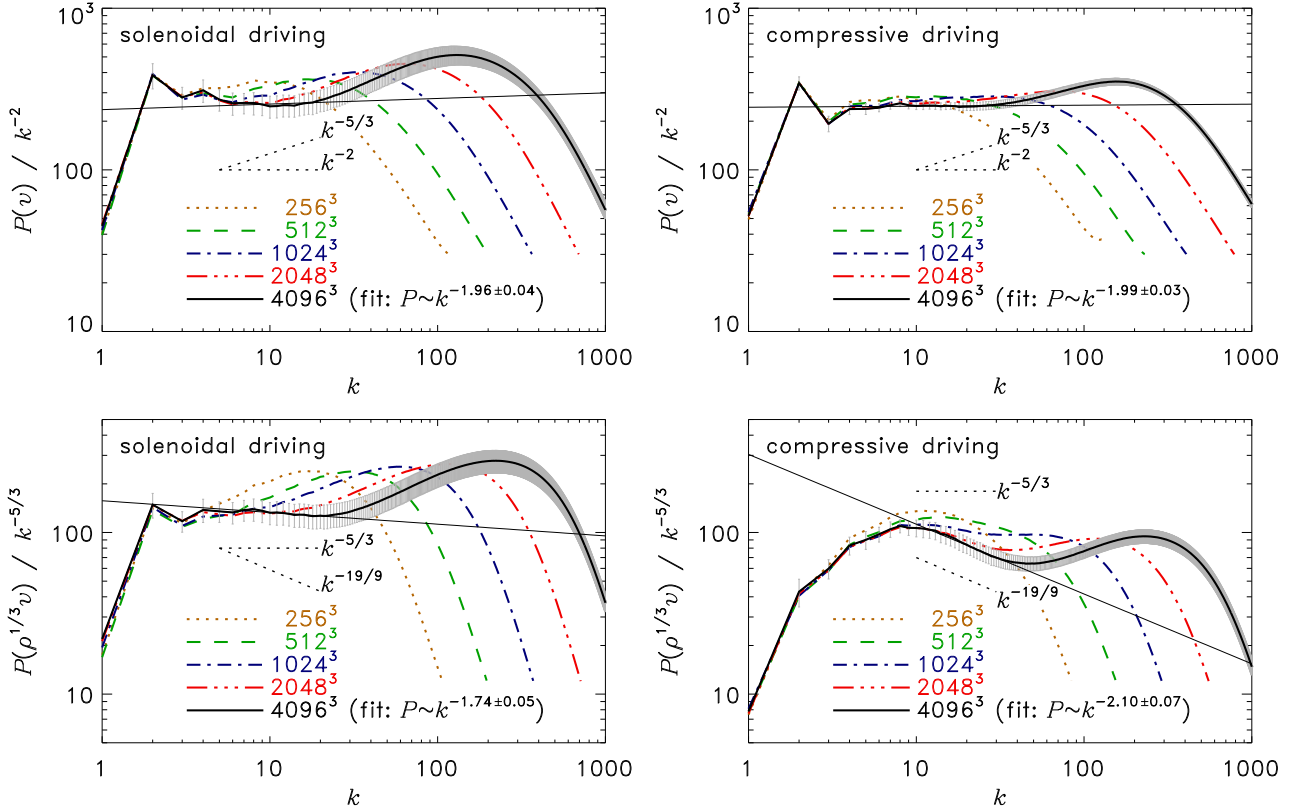 solenoidal driving
P(υ) / k⁻²
10³
100
10
k^-5/3
k^-2
256³
512³
1024³
2048³
4096³ (fit: P~k^-1.96±0.04)
1 10 100 1000
k
compressive driving
P(υ) / k⁻²
10³
100
10
k^-5/3
k^-2
256³
512³
1024³
2048³
4096³ (fit: P~k^-1.99±0.03)
1 10 100 1000
k
solenoidal driving
P(ρ^1/3υ) / k^-5/3
100
10
k^-5/3
k^-19/9
256³
512³
1024³
2048³
4096³ (fit: P~k^-1.74±0.05)
1 10 100 1000
k
compressive driving
P(ρ^1/3υ) / k^-5/3
100
10
k^-5/3
k^-19/9
256³
512³
1024³
2048³
4096³ (fit: P~k^-2.10±0.07)
1 10 100 1000
k